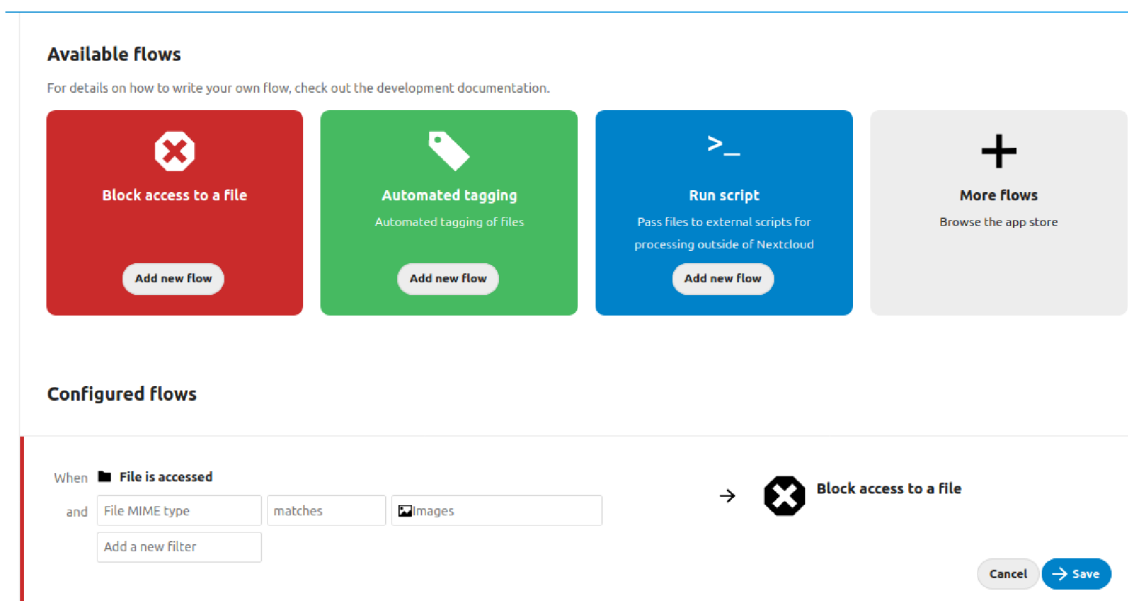 Available flows
For details on how to write your own flow, check out the development documentation.
Block access to a file
Add new flow
Automated tagging
Automated tagging of files
Add new flow
>_
Run script
Pass files to external scripts for
processing outside of Nextcloud
Add new flow
More flows
Browse the app store
Configured flows
When File is accessed
and File MIME type matches Images
Add a new filter
→ Block access to a file
Cancel → Save